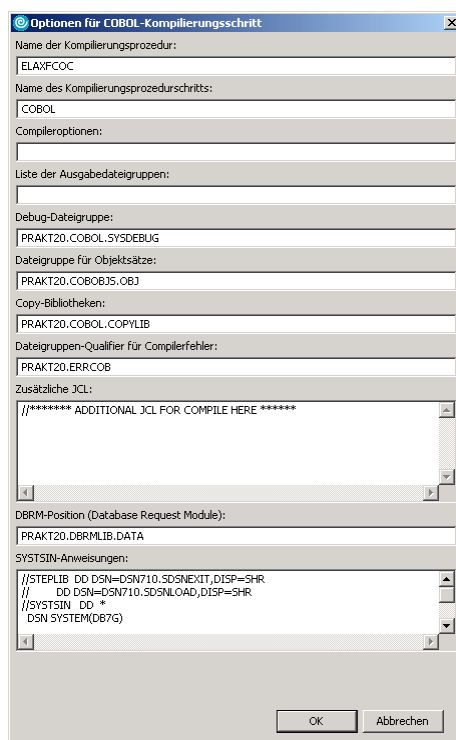 Optionen für COBOL-Kompilierungsschritt
Name der Kompilierungsprozedur:
ELAXFCOC
Name des Kompilierungsprozedurschritts:
COBOL
Compileroptionen:
Liste der Ausgabedateigruppen:
Debug-Dateigruppe:
PRAKT20.COBOL.SYSDEBUG
Dateigruppe für Objektsätze:
PRAKT20.COBOBJS.OBJ
Copy-Bibliotheken:
PRAKT20.COBOL.COPYLIB
Dateigruppen-Qualifier für Compilerfehler:
PRAKT20.ERRCOB
Zusätzliche JCL:
//******* ADDITIONAL JCL FOR COMPILE HERE ******
DBRM-Position (Database Request Module):
PRAKT20.DBRMLIB.DATA
SYSTSIN-Anweisungen:
//STEPLIB DD DSN=DSN710.SDSNEXIT,DISP=SHR
// DD DSN=DSN710.SDSNLOAD,DISP=SHR
//SYSTSIN DD *
DSN SYSTEM(DB7G)
OK Abbrechen